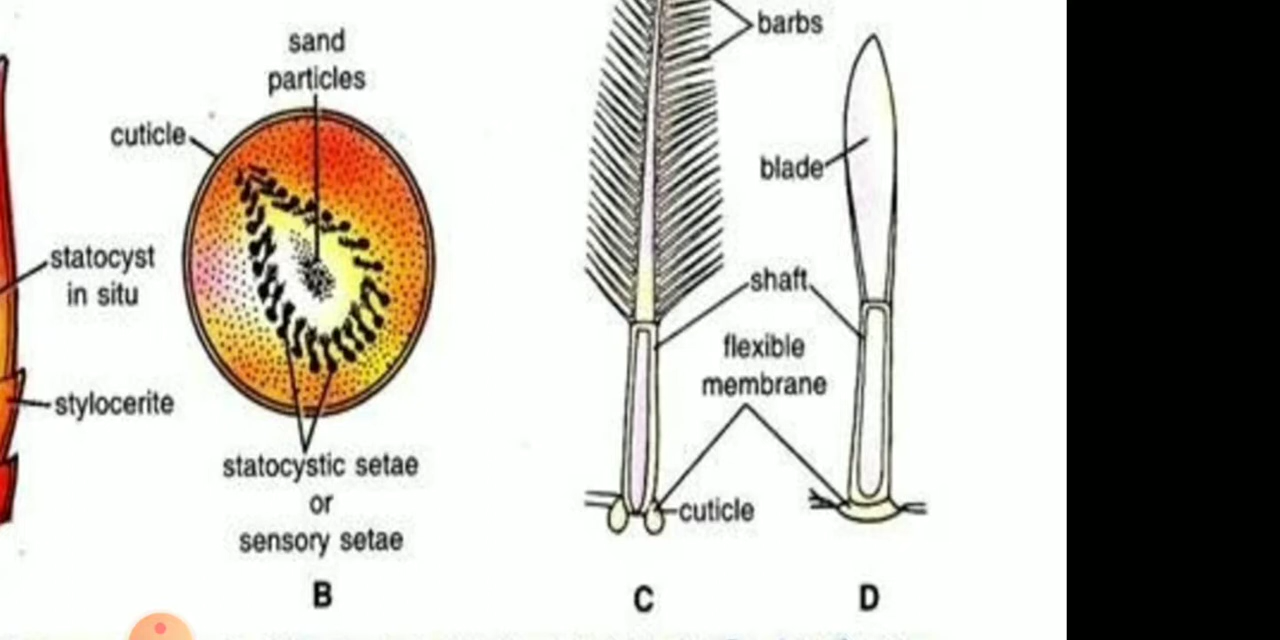 sand
particles
cuticle
statocyst
in situ
stylocerite
statocystic setae
or
sensory setae
B
barbs
blade
shaft
flexible
membrane
cuticle
C
D